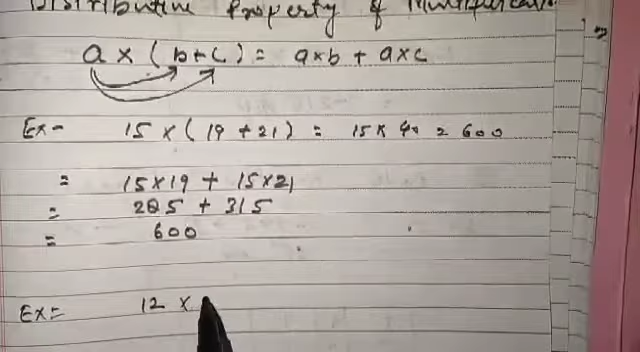 Distributive Property of Multiplication
a × (b+c) = a×b + a×c
Ex- 15 × (19 + 21) = 15 × 40 = 600
= 15×19 + 15×21
= 285 + 315
= 600
Ex= 12 ×